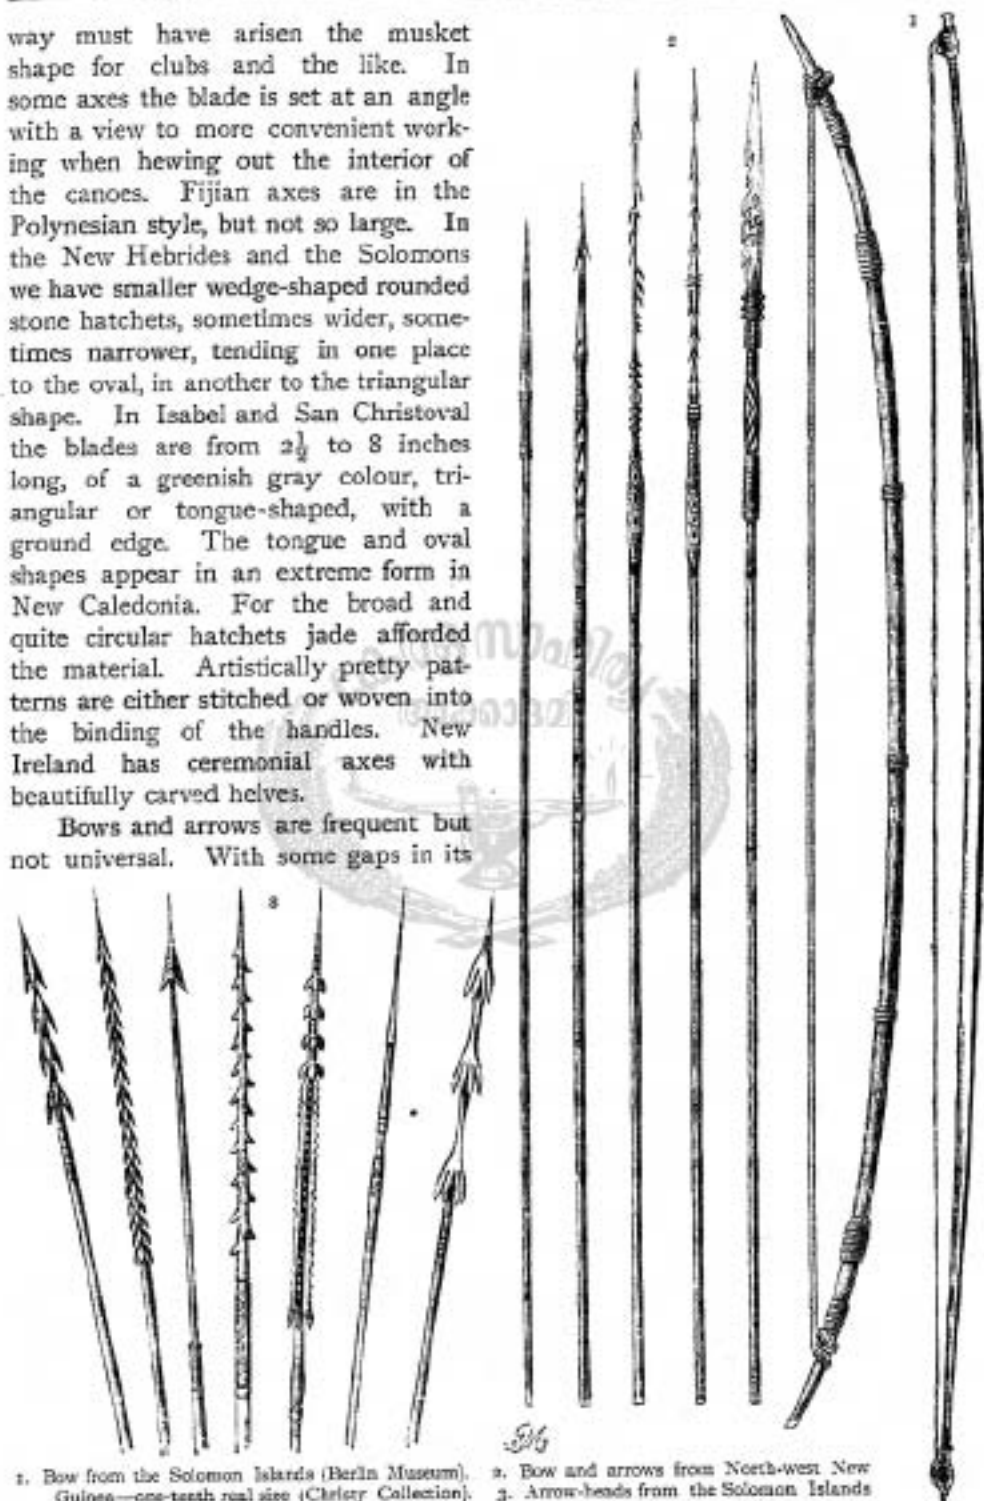 way must have arisen the musket
shape for clubs and the like. In
some axes the blade is set at an angle
with a view to more convenient work-
ing when hewing out the interior of
the canoes. Fijian axes are in the
Polynesian style, but not so large. In
the New Hebrides and the Solomons
we have smaller wedge-shaped rounded
stone hatchets, sometimes wider, some-
times narrower, tending in one place
to the oval, in another to the triangular
shape. In Isabel and San Christoval
the blades are from 2½ to 8 inches
long, of a greenish gray colour, tri-
angular or tongue-shaped, with a
ground edge. The tongue and oval
shapes appear in an extreme form in
New Caledonia. For the broad and
quite circular hatchets jade afforded
the material. Artistically pretty pat-
terns are either stitched or woven into
the binding of the handles. New
Ireland has ceremonial axes with
beautifully carved helves.
Bows and arrows are frequent but
not universal. With some gaps in its
3
2
1
1. Bow from the Solomon Islands (Berlin Museum). 2. Bow and arrows from North-west New
Guinea—one-tenth real size (Christy Collection). 3. Arrow-heads from the Solomon Islands